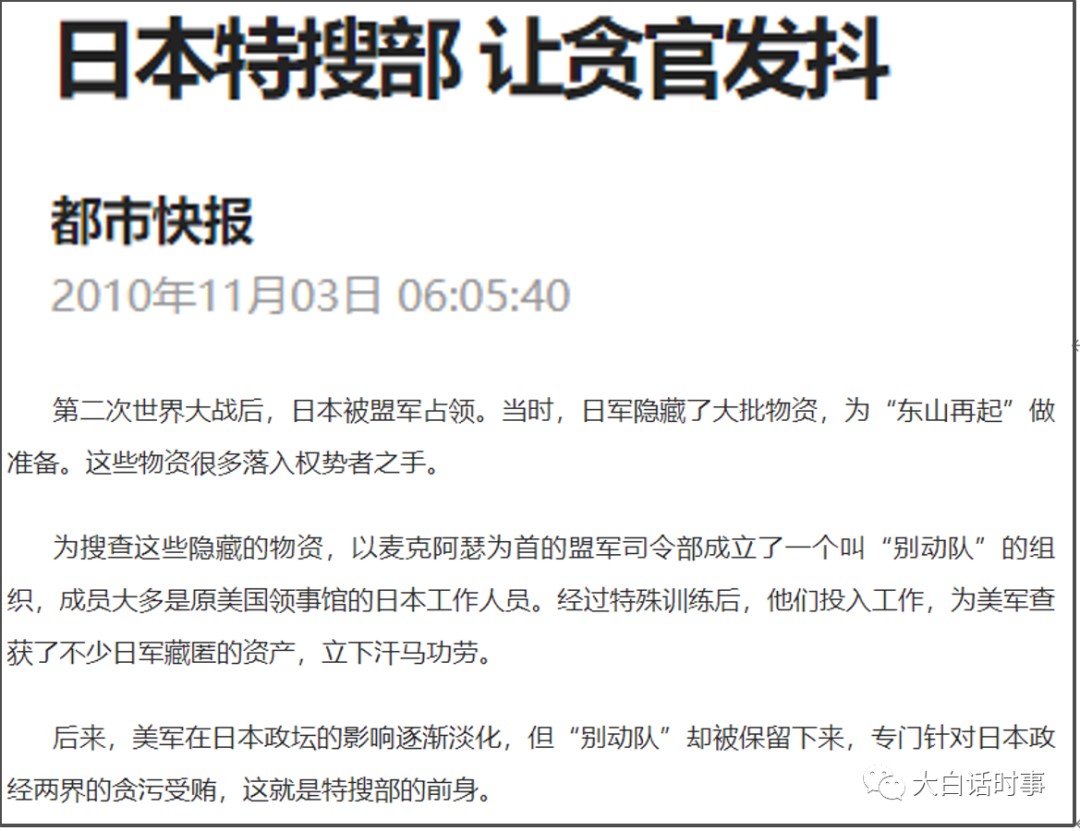 日本特搜部 让贪官发抖
都市快报
2010年11月03日 06:05:40
第二次世界大战后，日本被盟军占领。当时，日军隐藏了大批物资，为“东山再起”做
准备。这些物资很多落入权势者之手。
为搜查这些隐藏的物资，以麦克阿瑟为首的盟军司令部成立了一个叫“别动队”的组
织，成员大多是原美国领事馆的日本工作人员。经过特殊训练后，他们投入工作，为美军查
获了不少日军藏匿的资产，立下汗马功劳。
后来，美军在日本政坛的影响逐渐淡化，但“别动队”却被保留下来，专门针对日本政
经两界的贪污受贿，这就是特搜部的前身。
大白话时事